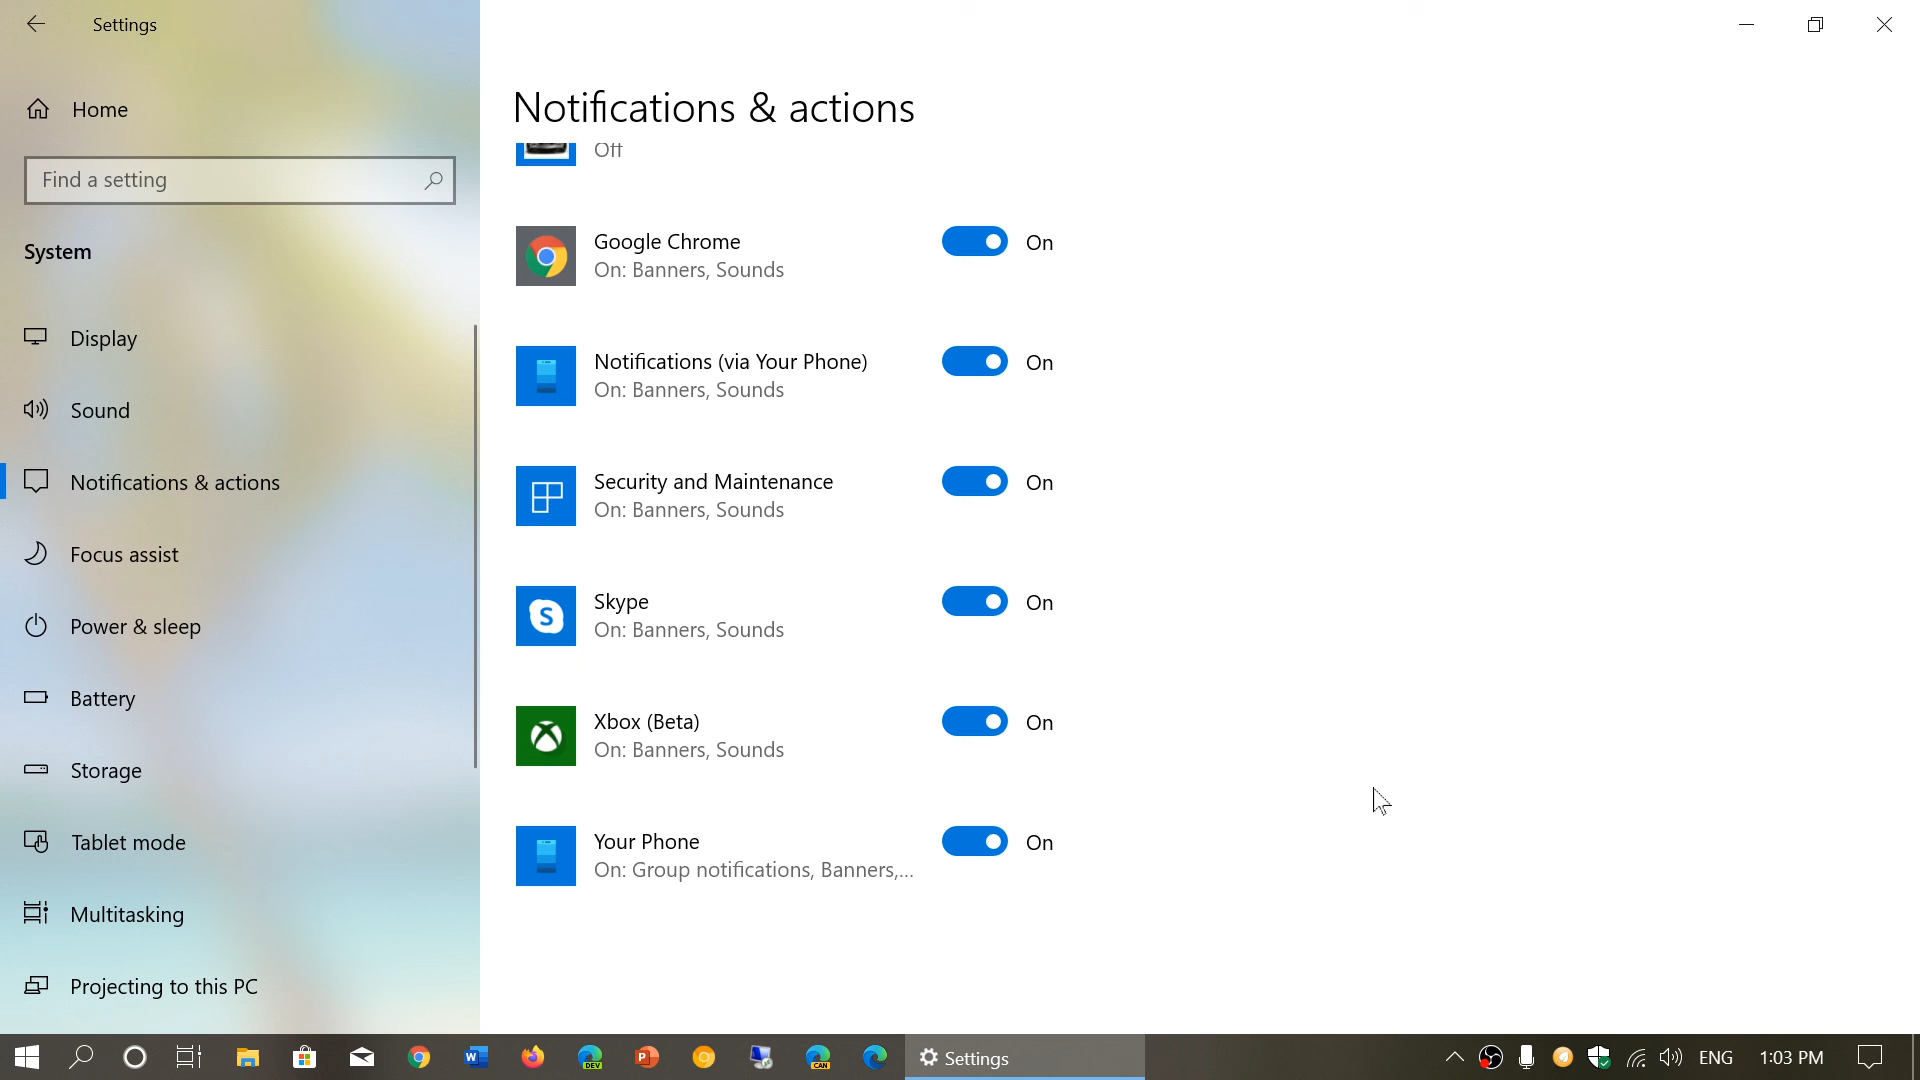 Settings
Home
Find a setting
System
Display
Sound
Notifications & actions
Focus assist
Power & sleep
Battery
Storage
Tablet mode
Multitasking
Projecting to this PC
Notifications & actions
Off
Google Chrome
On: Banners, Sounds
On
Notifications (via Your Phone)
On: Banners, Sounds
On
Security and Maintenance
On: Banners, Sounds
On
Skype
On: Banners, Sounds
On
Xbox (Beta)
On: Banners, Sounds
On
Your Phone
On: Group notifications, Banners,...
On
DEV
CAN
Settings
ENG
1:03 PM